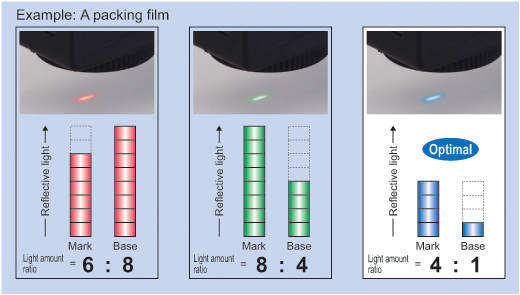 Example: A packing film
Reflective light
Mark Base
Light amount ratio = 6 : 8
Reflective light
Mark Base
Light amount ratio = 8 : 4
Optimal
Reflective light
Mark Base
Light amount ratio = 4 : 1